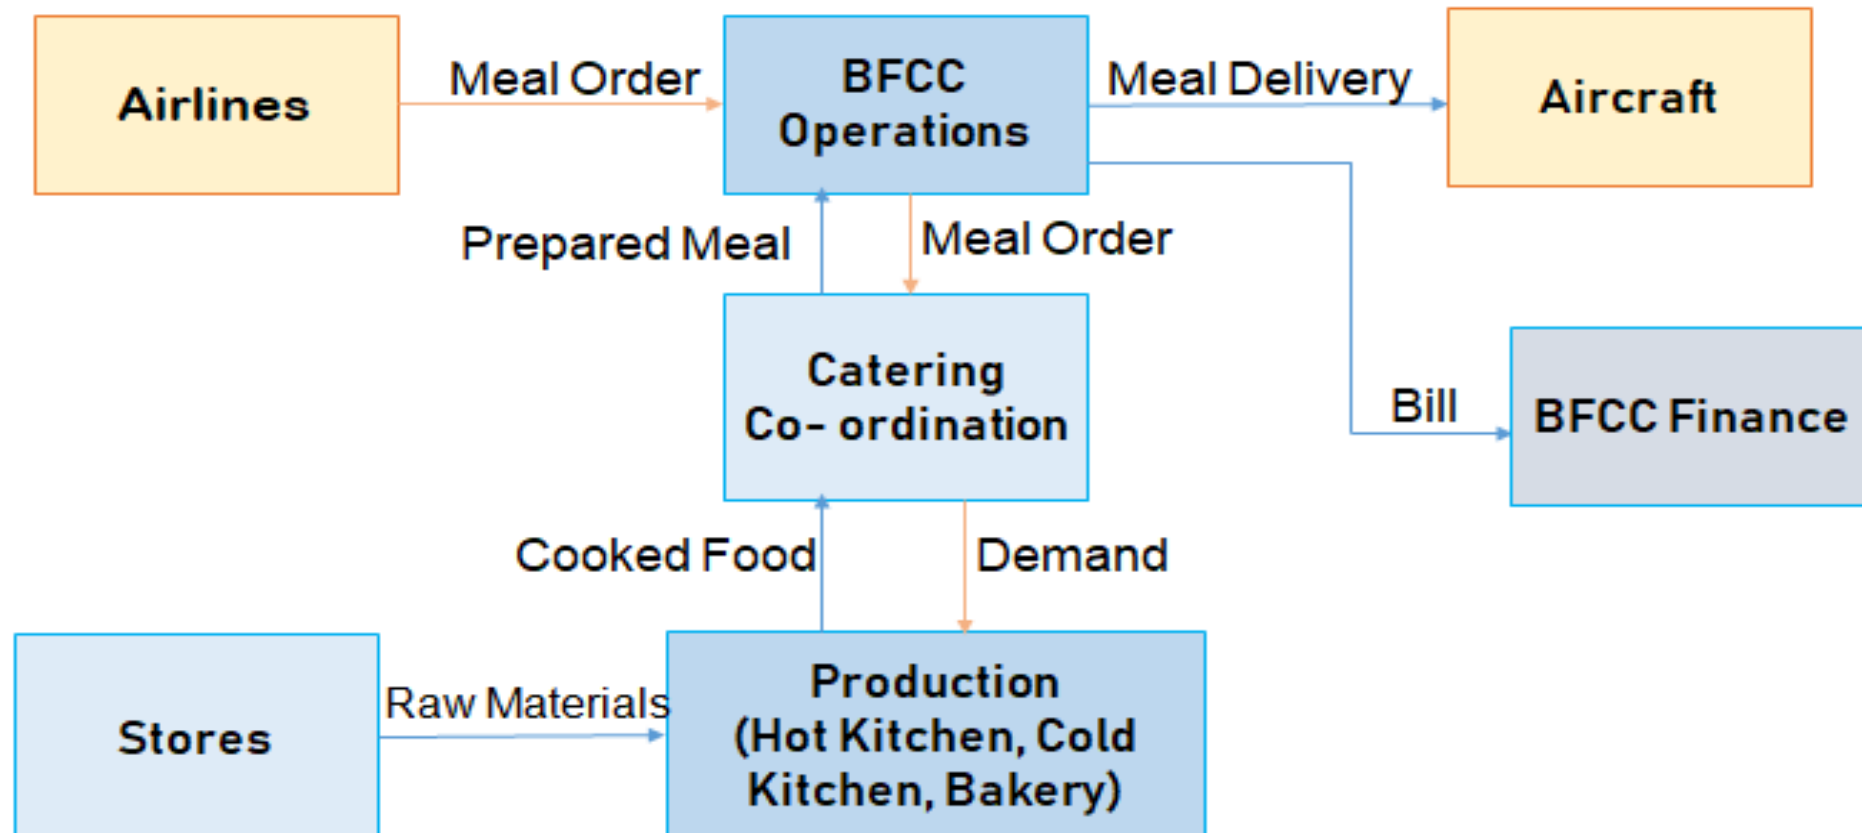 Airlines
Meal Order
BFCC
Operations
Meal Delivery
Aircraft
Prepared Meal
Meal Order
Catering
Co- ordination
Bill
BFCC Finance
Cooked Food
Demand
Stores
Raw Materials
Production
(Hot Kitchen, Cold
Kitchen, Bakery)